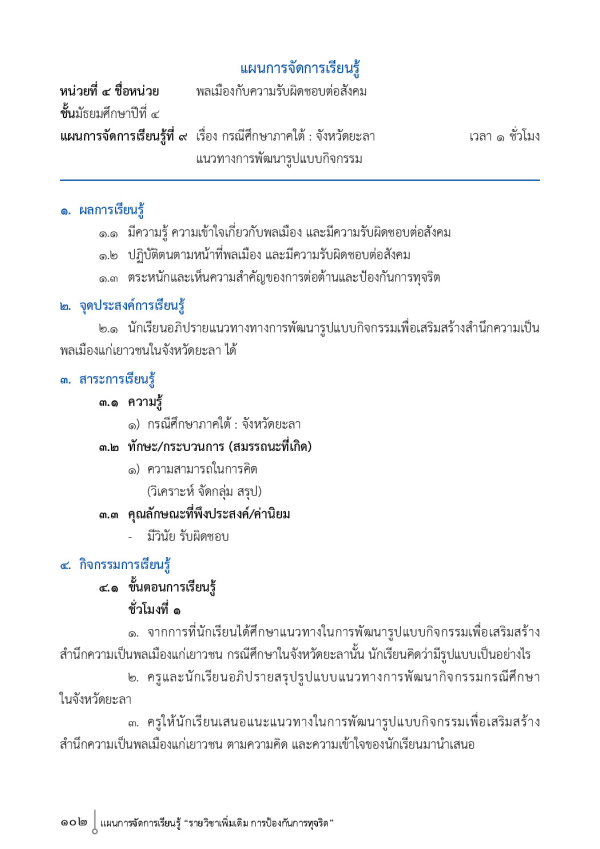 แผนการจัดการเรียนรู้
หน่วยที่ ๔ ชื่อหน่วย พลเมืองกับความรับผิดชอบต่อสังคม
ชั้นมัธยมศึกษาปีที่ ๔
แผนการจัดการเรียนรู้ที่ ๙ เรื่อง กรณีศึกษาภาคใต้ : จังหวัดยะลา เวลา ๑ ชั่วโมง
แนวทางการพัฒนารูปแบบกิจกรรม
๑. ผลการเรียนรู้
๑.๑ มีความรู้ ความเข้าใจเกี่ยวกับพลเมือง และมีความรับผิดชอบต่อสังคม
๑.๒ ปฏิบัติตนตามหน้าที่พลเมือง และมีความรับผิดชอบต่อสังคม
๑.๓ ตระหนักและเห็นความสำคัญของการต่อต้านและป้องกันการทุจริต
๒. จุดประสงค์การเรียนรู้
๒.๑ นักเรียนอภิปรายแนวทางทางการพัฒนารูปแบบกิจกรรมเพื่อเสริมสร้างสำนึกความเป็น
พลเมืองแก่เยาวชนในจังหวัดยะลา ได้
๓. สาระการเรียนรู้
๓.๑ ความรู้
๑) กรณีศึกษาภาคใต้ : จังหวัดยะลา
๓.๒ ทักษะ/กระบวนการ (สมรรถนะที่เกิด)
๑) ความสามารถในการคิด
(วิเคราะห์ จัดกลุ่ม สรุป)
๓.๓ คุณลักษณะที่พึงประสงค์/ค่านิยม
- มีวินัย รับผิดชอบ
๔. กิจกรรมการเรียนรู้
๔.๑ ขั้นตอนการเรียนรู้
ชั่วโมงที่ ๑
๑. จากการที่นักเรียนได้ศึกษาแนวทางในการพัฒนารูปแบบกิจกรรมเพื่อเสริมสร้าง
สำนึกความเป็นพลเมืองแก่เยาวชน กรณีศึกษาในจังหวัดยะลานั้น นักเรียนคิดว่ามีรูปแบบเป็นอย่างไร
๒. ครูและนักเรียนอภิปรายสรุปรูปแบบแนวทางการพัฒนากิจกรรมกรณีศึกษา
ในจังหวัดยะลา
๓. ครูให้นักเรียนเสนอแนะแนวทางในการพัฒนารูปแบบกิจกรรมเพื่อเสริมสร้าง
สำนึกความเป็นพลเมืองแก่เยาวชน ตามความคิด และความเข้าใจของนักเรียนมานำเสนอ
๑๐๒ แผนการจัดการเรียนรู้ “รายวิชาเพิ่มเติม การป้องกันการทุจริต”